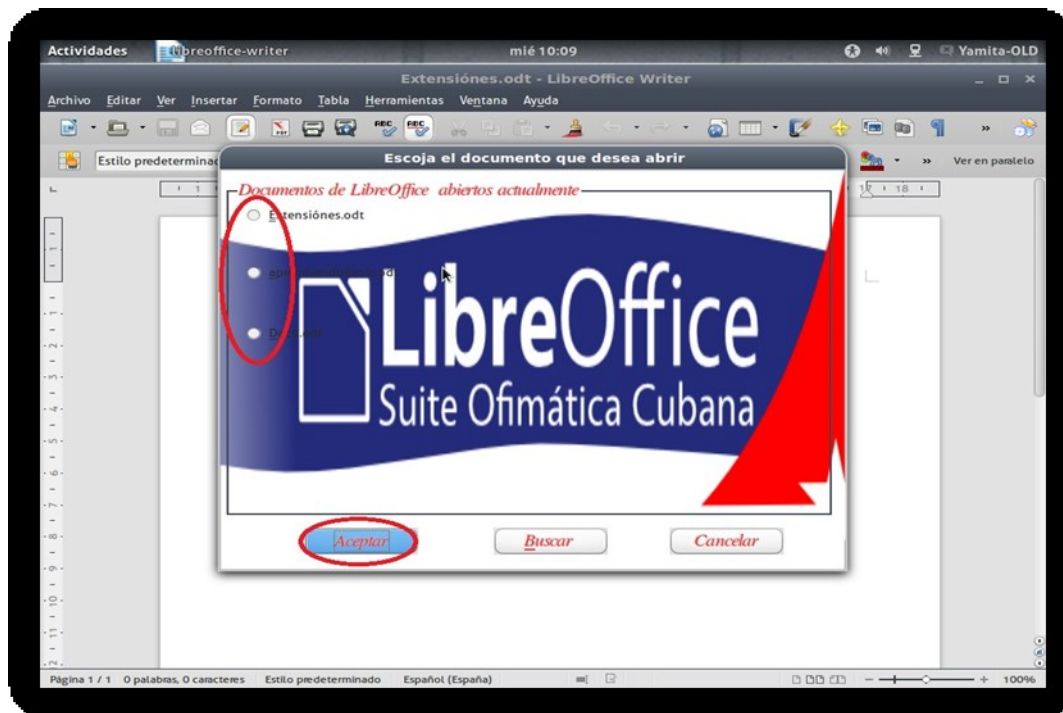 Actividades Libreoffice-writer mié 10:09 Yamita-OLD
Extensiónes.odt - LibreOffice Writer
Archivo Editar Ver Insertar Formato Tabla Herramientas Ventana Ayuda
Estilo predeterminad » Ver en paralelo
Escoja el documento que desea abrir
1 17 18
Documentos de LibreOffice abiertos actualmente
Extensiónes.odt
LibreOffice
Suite Ofimática Cubana
Aceptar Buscar Cancelar
Página 1 / 1 0 palabras, 0 caracteres Estilo predeterminado Español (España) 100%